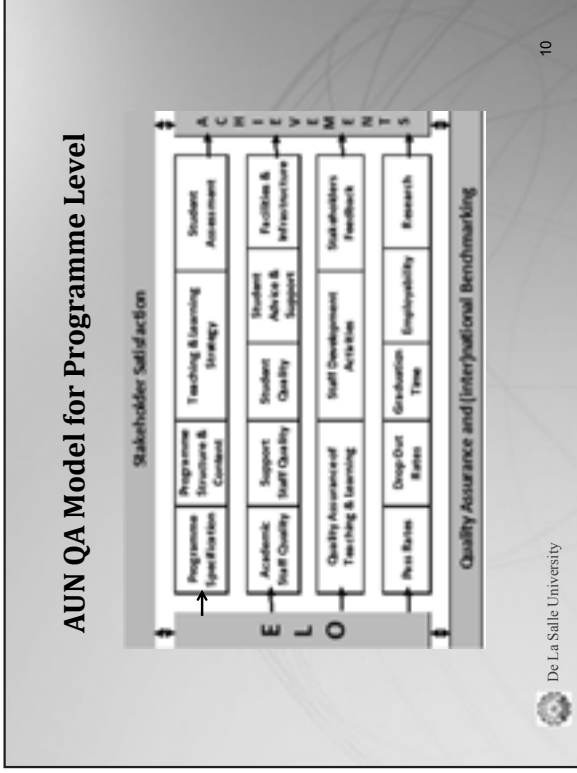 AUN QA Model for Programme Level
Stakeholder Satisfaction
E
L
O
Programme
Specification
Programme
Structure &
Content
Teaching & Learning
Strategy
Student
Assessment
Academic
Staff Quality
Support
Staff Quality
Student
Quality
Student
Advice &
Support
Facilities &
Infrastructure
Quality Assurance of
Teaching & Learning
Staff Development
Activities
Stakeholders
Feedback
Pass Rates
Drop-Out
Rates
Graduation
Time
Employability
Research
A
C
H
I
E
V
E
M
E
N
T
S
Quality Assurance and (inter)national Benchmarking
De La Salle University
10